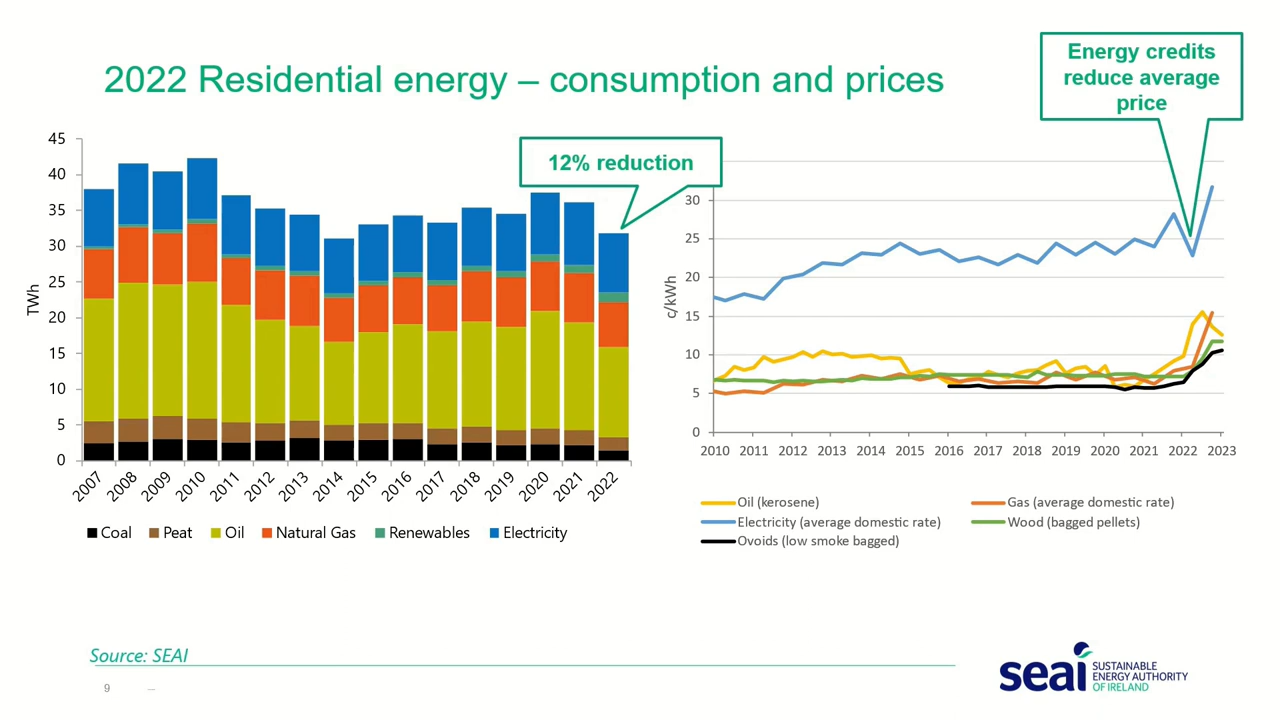 2022 Residential energy – consumption and prices
Energy credits
reduce average
price
12% reduction
45
40
35
30
25
20
15
10
5
0
TWh
2007
2008
2009
2010
2011
2012
2013
2014
2015
2016
2017
2018
2019
2020
2021
2022
Coal
Peat
Oil
Natural Gas
Renewables
Electricity
30
25
20
15
10
5
0
c/kWh
2010
2011
2012
2013
2014
2015
2016
2017
2018
2019
2020
2021
2022
2023
Oil (kerosene)
Gas (average domestic rate)
Electricity (average domestic rate)
Wood (bagged pellets)
Ovoids (low smoke bagged)
Source: SEAI
9
seai
SUSTAINABLE
ENERGY AUTHORITY
OF IRELAND